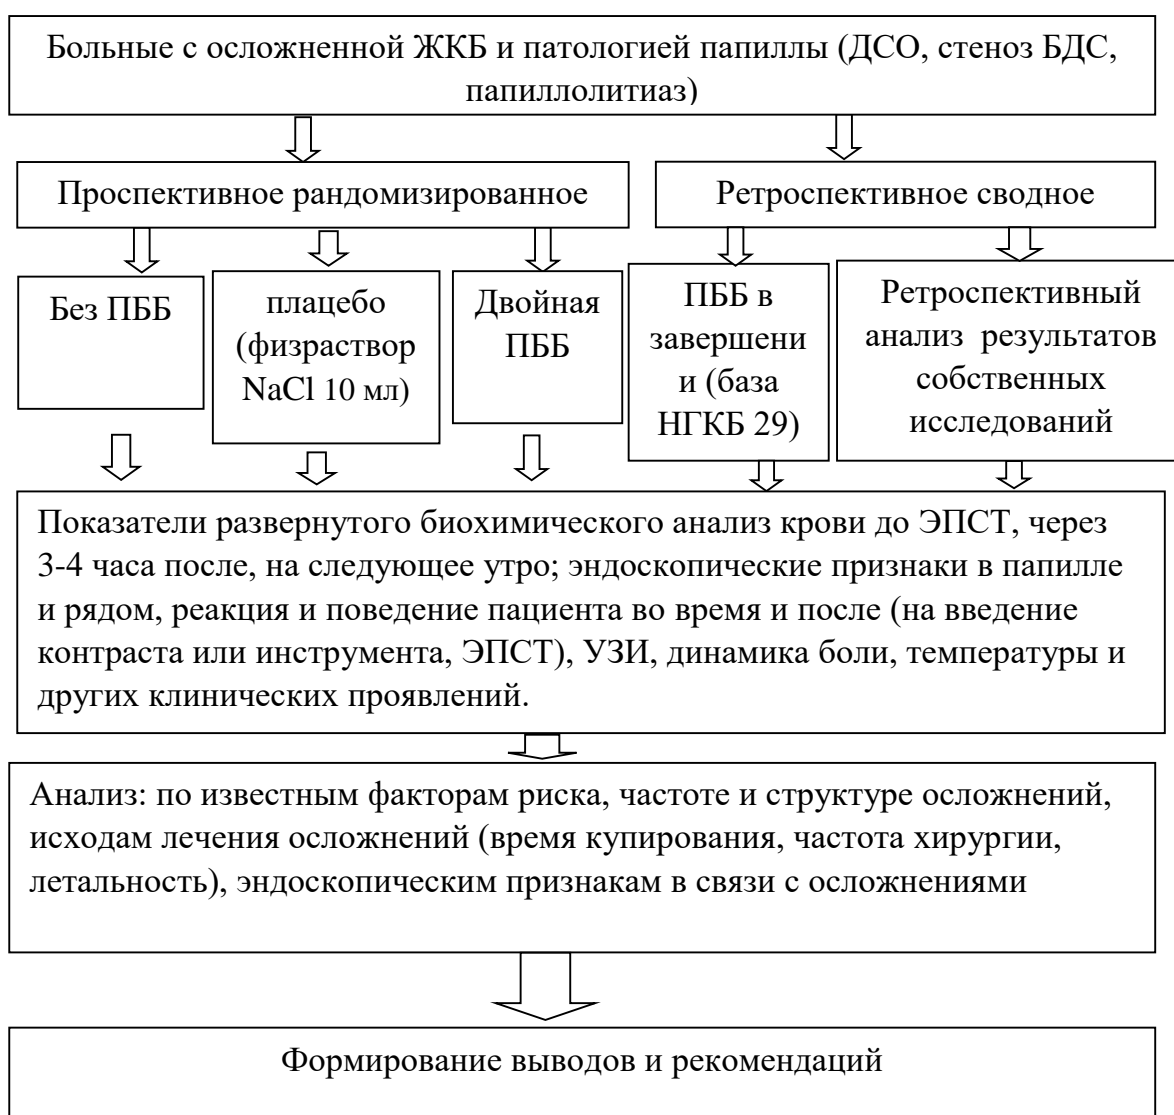 Больные с осложненной ЖКБ и патологией папиллы (ДСО, стеноз БДС,
папиллолитиаз)
Проспективное рандомизированное
Ретроспективное сводное
Без ПББ
плацебо
(физраствор
NaCl 10 мл)
Двойная
ПББ
ПББ в
завершени
и (база
НГКБ 29)
Ретроспективный
анализ результатов
собственных
исследований
Показатели развернутого биохимического анализ крови до ЭПСТ, через
3-4 часа после, на следующее утро; эндоскопические признаки в папилле
и рядом, реакция и поведение пациента во время и после (на введение
контраста или инструмента, ЭПСТ), УЗИ, динамика боли, температуры и
других клинических проявлений.
Анализ: по известным факторам риска, частоте и структуре осложнений,
исходам лечения осложнений (время купирования, частота хирургии,
летальность), эндоскопическим признакам в связи с осложнениями
Формирование выводов и рекомендаций